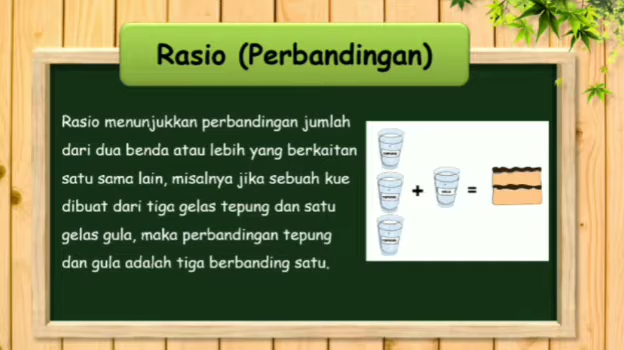 Rasio (Perbandingan)
Rasio menunjukkan perbandingan jumlah
dari dua benda atau lebih yang berkaitan
satu sama lain, misalnya jika sebuah kue
dibuat dari tiga gelas tepung dan satu
gelas gula, maka perbandingan tepung
dan gula adalah tiga berbanding satu.
+ =